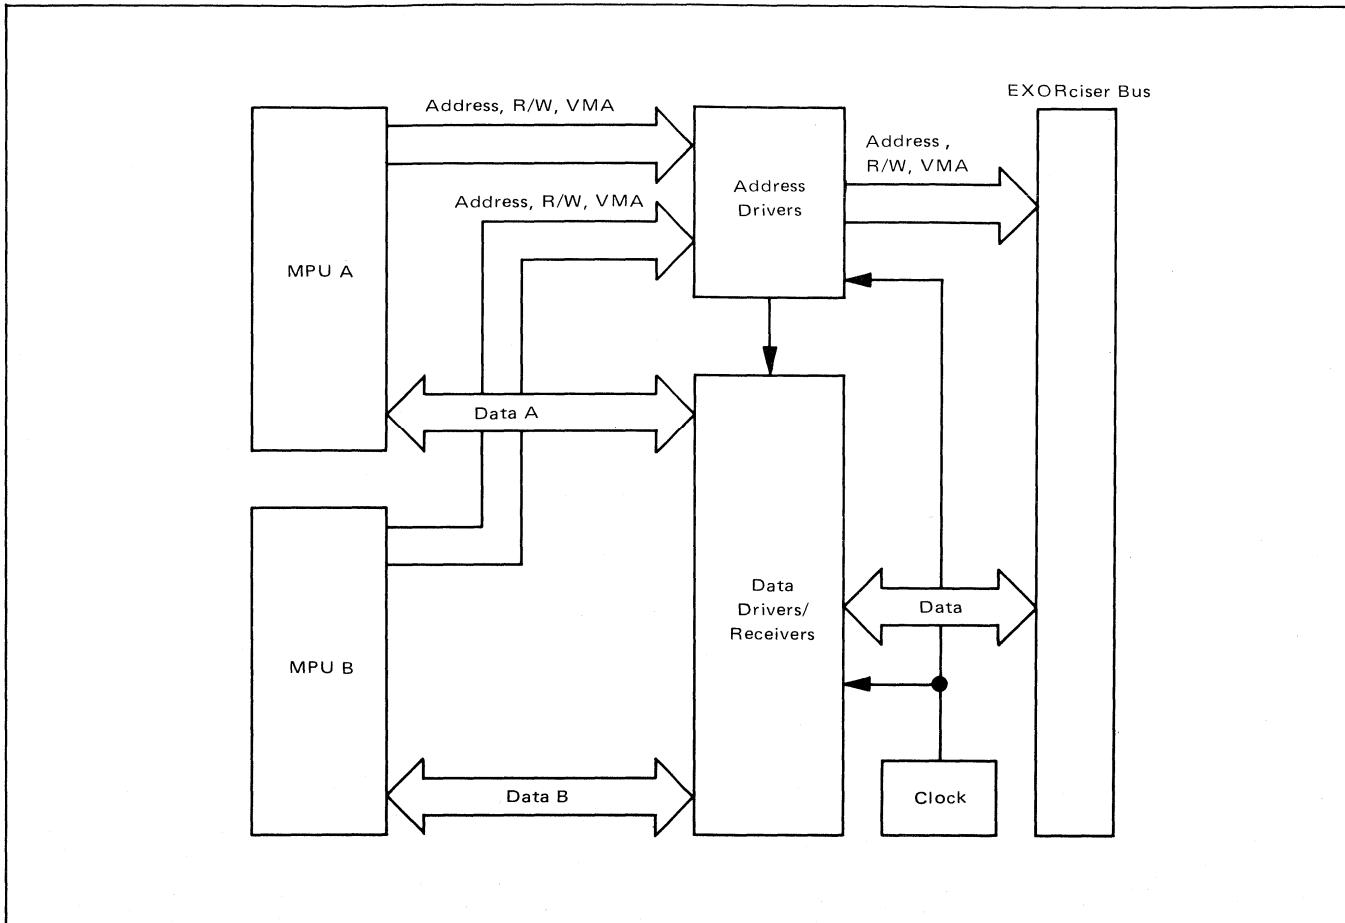 EXORciser Bus
Address, R/W, VMA
Address ,
R/W, VMA
Address
Drivers
Address, R/W, VMA
MPU A
Data A
Data
Drivers/
Receivers
Data
MPU B
Data B
Clock